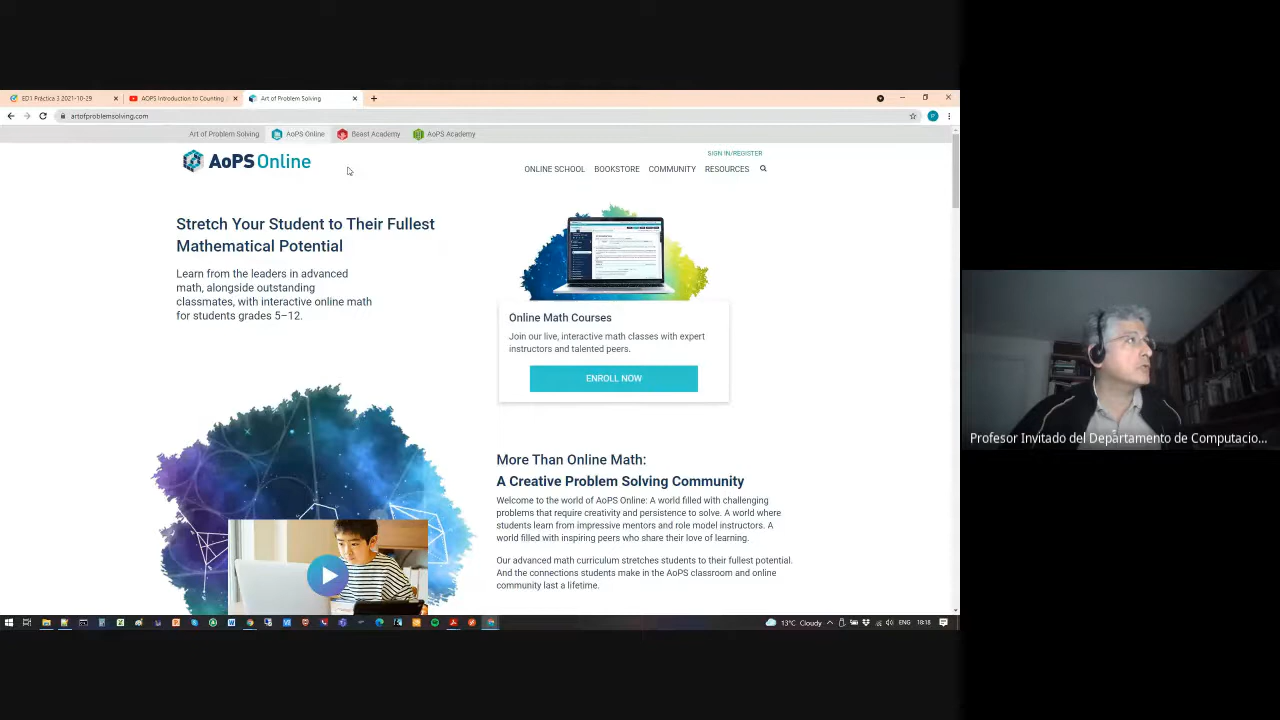 ED1 Práctica 3 2021-10-29
AOPS Introduction to Counting
Art of Problem Solving
artofproblemsolving.com
Art of Problem Solving
AoPS Online
Beast Academy
AoPS Academy
AoPS Online
SIGN IN/REGISTER
ONLINE SCHOOL BOOKSTORE COMMUNITY RESOURCES
Stretch Your Student to Their Fullest
Mathematical Potential
Learn from the leaders in advanced
math, alongside outstanding
classmates, with interactive online math
for students grades 5–12.
Online Math Courses
Join our live, interactive math classes with expert
instructors and talented peers.
ENROLL NOW
More Than Online Math:
A Creative Problem Solving Community
Welcome to the world of AoPS Online: A world filled with challenging
problems that require creativity and persistence to solve. A world where
students learn from impressive mentors and role model instructors. A
world filled with inspiring peers who share their love of learning.
Our advanced math curriculum stretches students to their fullest potential.
And the connections students make in the AoPS classroom and online
community last a lifetime.
Profesor Invitado del Departamento de Computacio...
13°C Cloudy
ENG
18:18